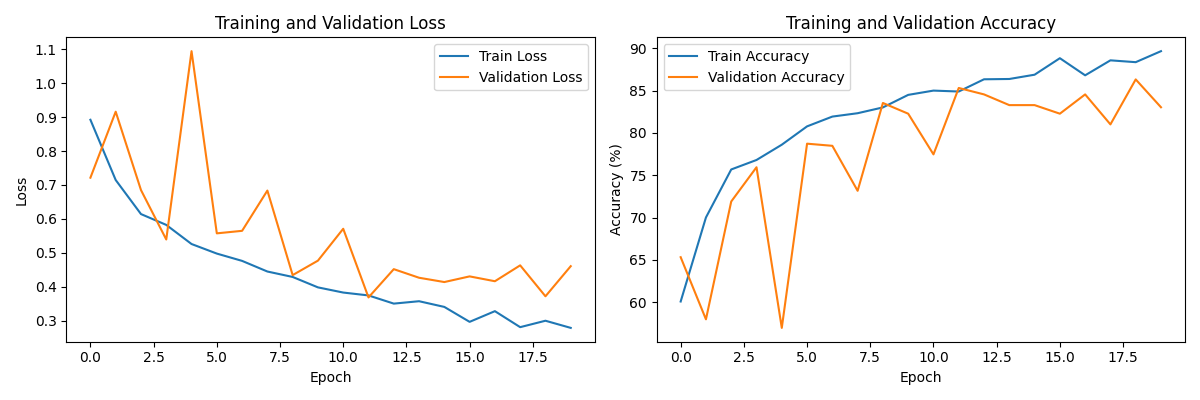 Training and Validation Loss
Training and Validation Accuracy
Train Loss
Validation Loss
Train Accuracy
Validation Accuracy
Loss
1.1
1.0
0.9
0.8
0.7
0.6
0.5
0.4
0.3
0.0 2.5 5.0 7.5 10.0 12.5 15.0 17.5
Epoch
Accuracy (%)
90
85
80
75
70
65
60
0.0 2.5 5.0 7.5 10.0 12.5 15.0 17.5
Epoch